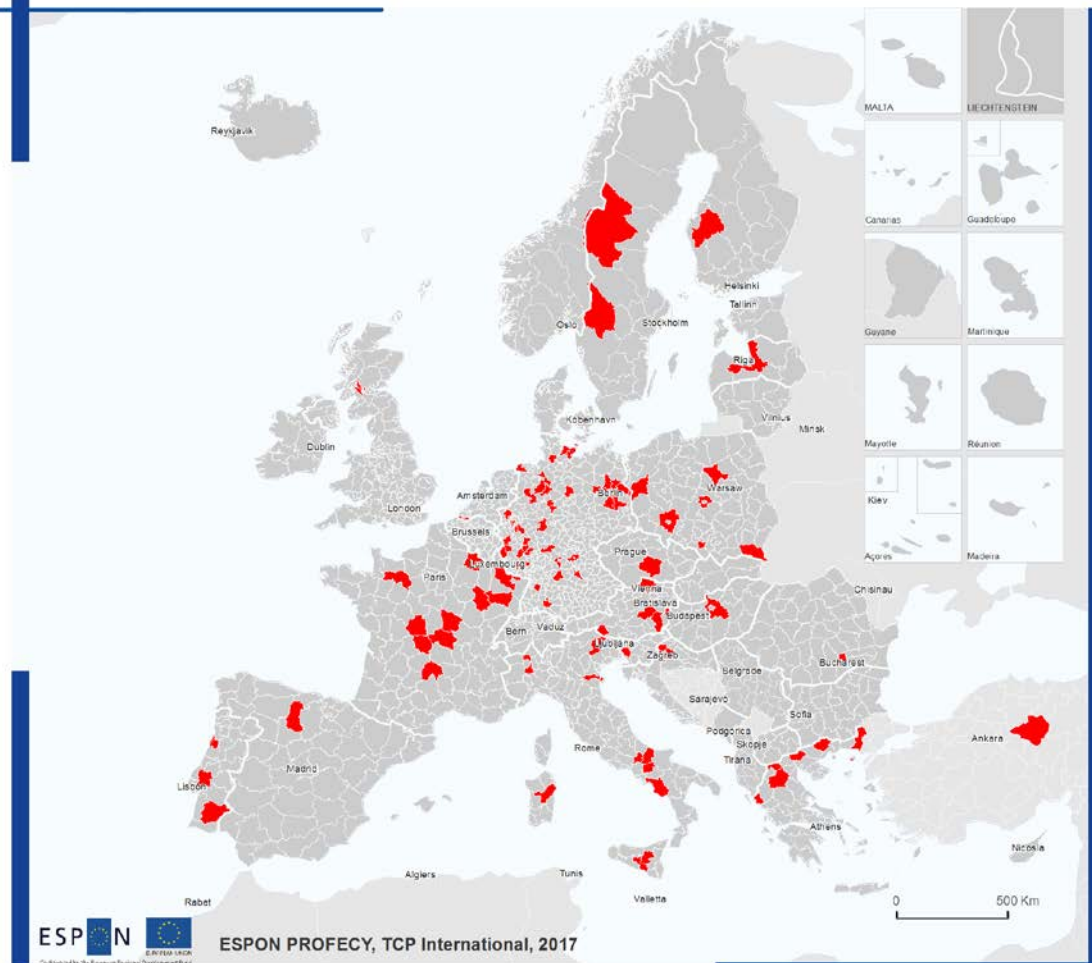 Reykjavik
MALTA
LIECHTENSTEIN
Canarias
Guadeloupe
Helsinki
Tallinn
Oslo
Stockholm
Guyane
Martinique
Riga
København
Vilnius
Minsk
Dublin
Mayotte
Réunion
Amsterdam
Berlin
Warsaw
London
Kiev
Brussels
Açores
Madeira
Luxembourg
Prague
Paris
Vienna
Chisinau
Bratislava
Budapest
Bern
Vaduz
Ljubljana
Zagreb
Bucharest
Belgrade
Sarajevo
Sofia
Podgorica
Ankara
Skopje
Rome
Tirana
Madrid
Lisbon
Athens
Nicosia
Algiers
Tunis
Valletta
Rabat
0 500 Km
ESPON
EUROPEAN UNION
ESPON PROFECY, TCP International, 2017